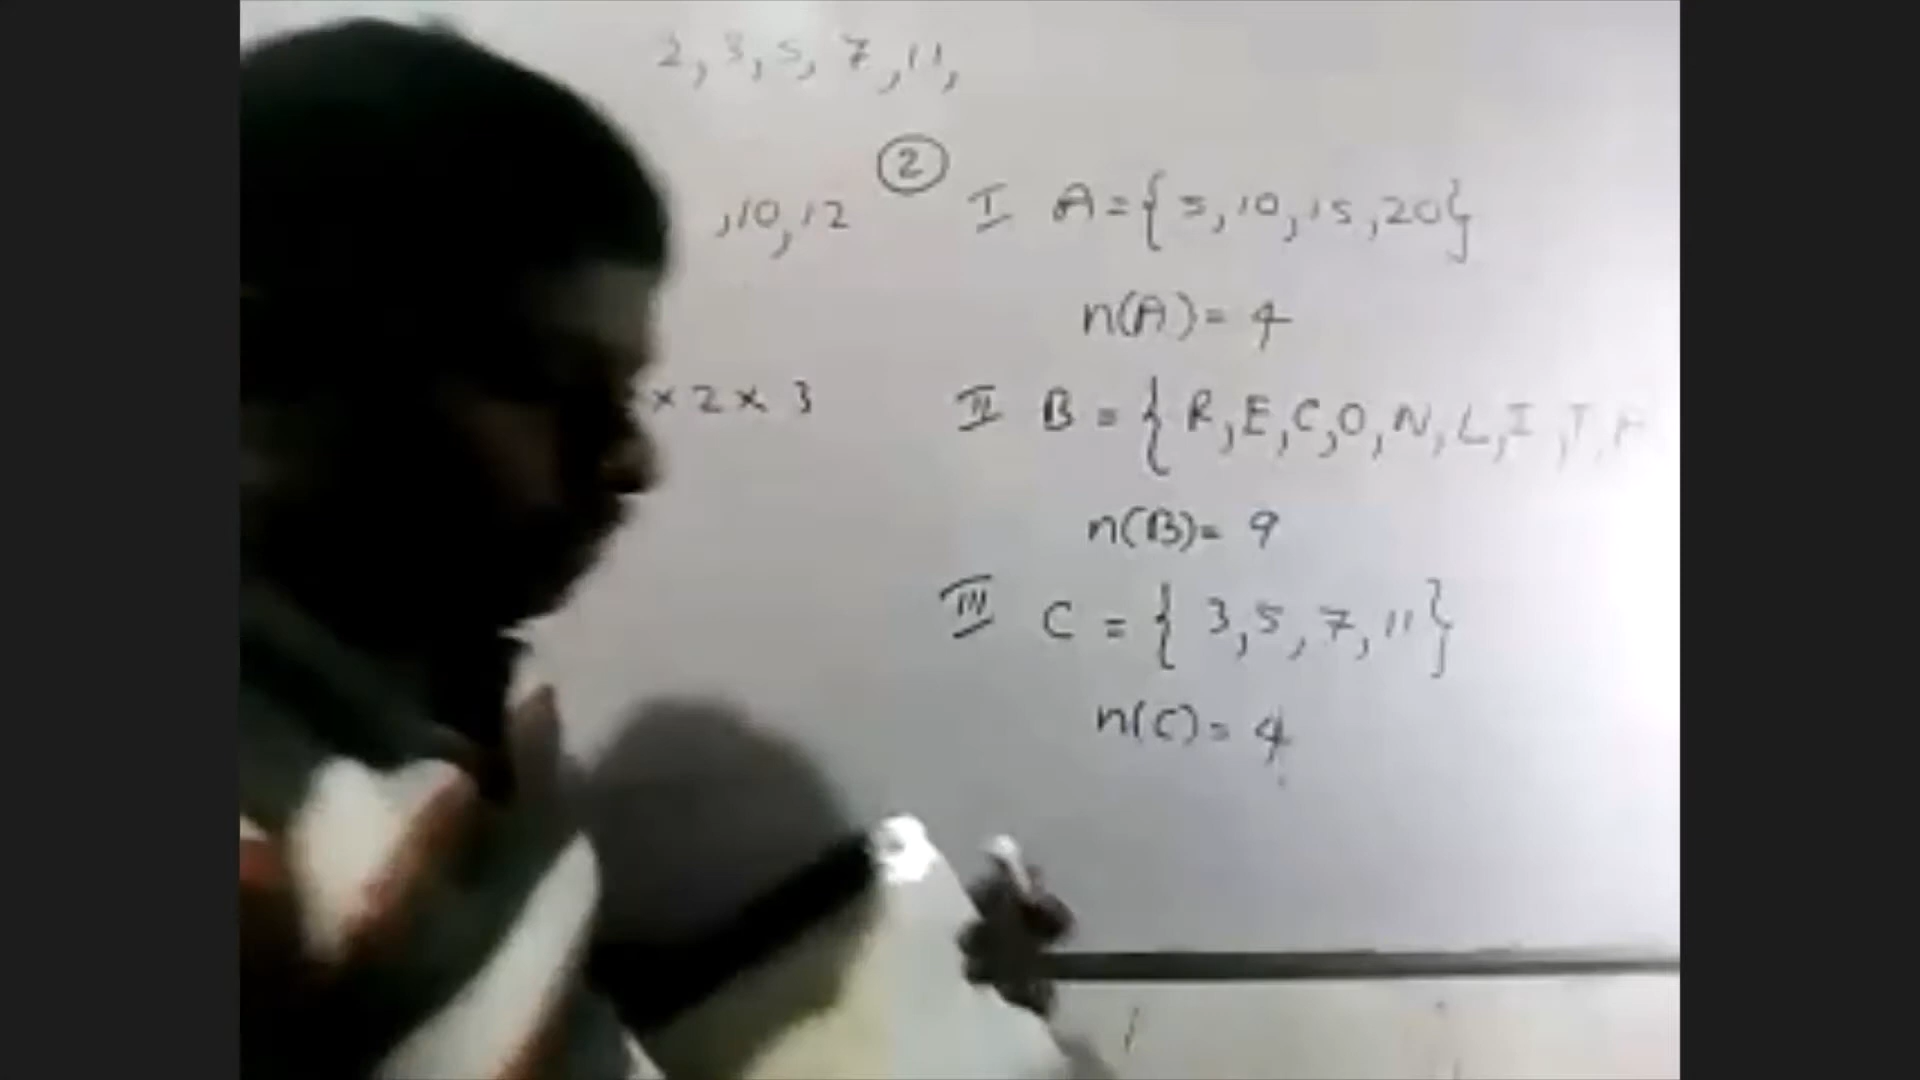 2, 3, 5, 7, 11,
, 10, 12
② I A = { 5, 10, 15, 20 }
n(A) = 4
× 2 × 3
II B = { R, E, C, O, N, L, I, T, A
n(B) = 9
III C = { 3, 5, 7, 11 }
n(C) = 4